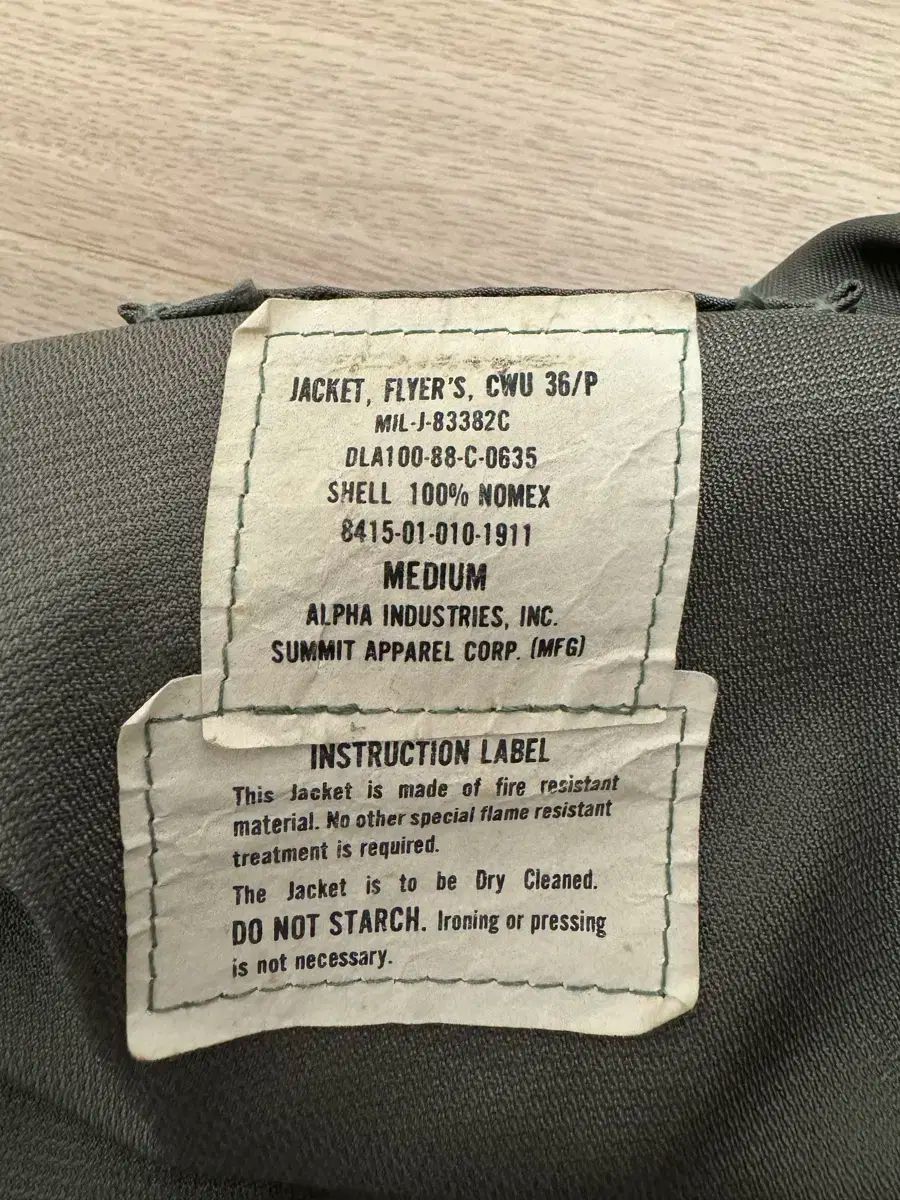 JACKET, FLYER'S, CWU 36/P
MIL-J-83382C
DLA100-88-C-0635
SHELL 100% NOMEX
8415-01-010-1911
MEDIUM
ALPHA INDUSTRIES, INC.
SUMMIT APPAREL CORP. (MFG)
INSTRUCTION LABEL
This Jacket is made of fire resistant
material. No other special flame resistant
treatment is required.
The Jacket is to be Dry Cleaned.
DO NOT STARCH. Ironing or pressing
is not necessary.